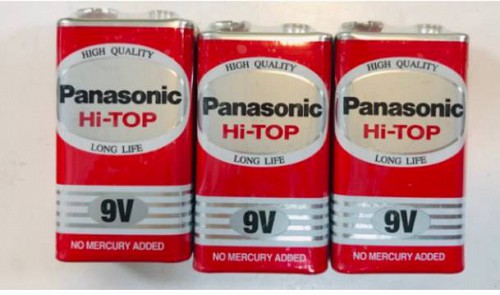 HIGH QUALITY
Panasonic
Hi-TOP
LONG LIFE
9V
NO MERCURY ADDED
HIGH QUALITY
Panasonic
Hi-TOP
LONG LIFE
9V
NO MERCURY ADDED
HIGH QUALITY
Panasonic
Hi-TOP
LONG LIFE
9V
NO MERCURY ADDED